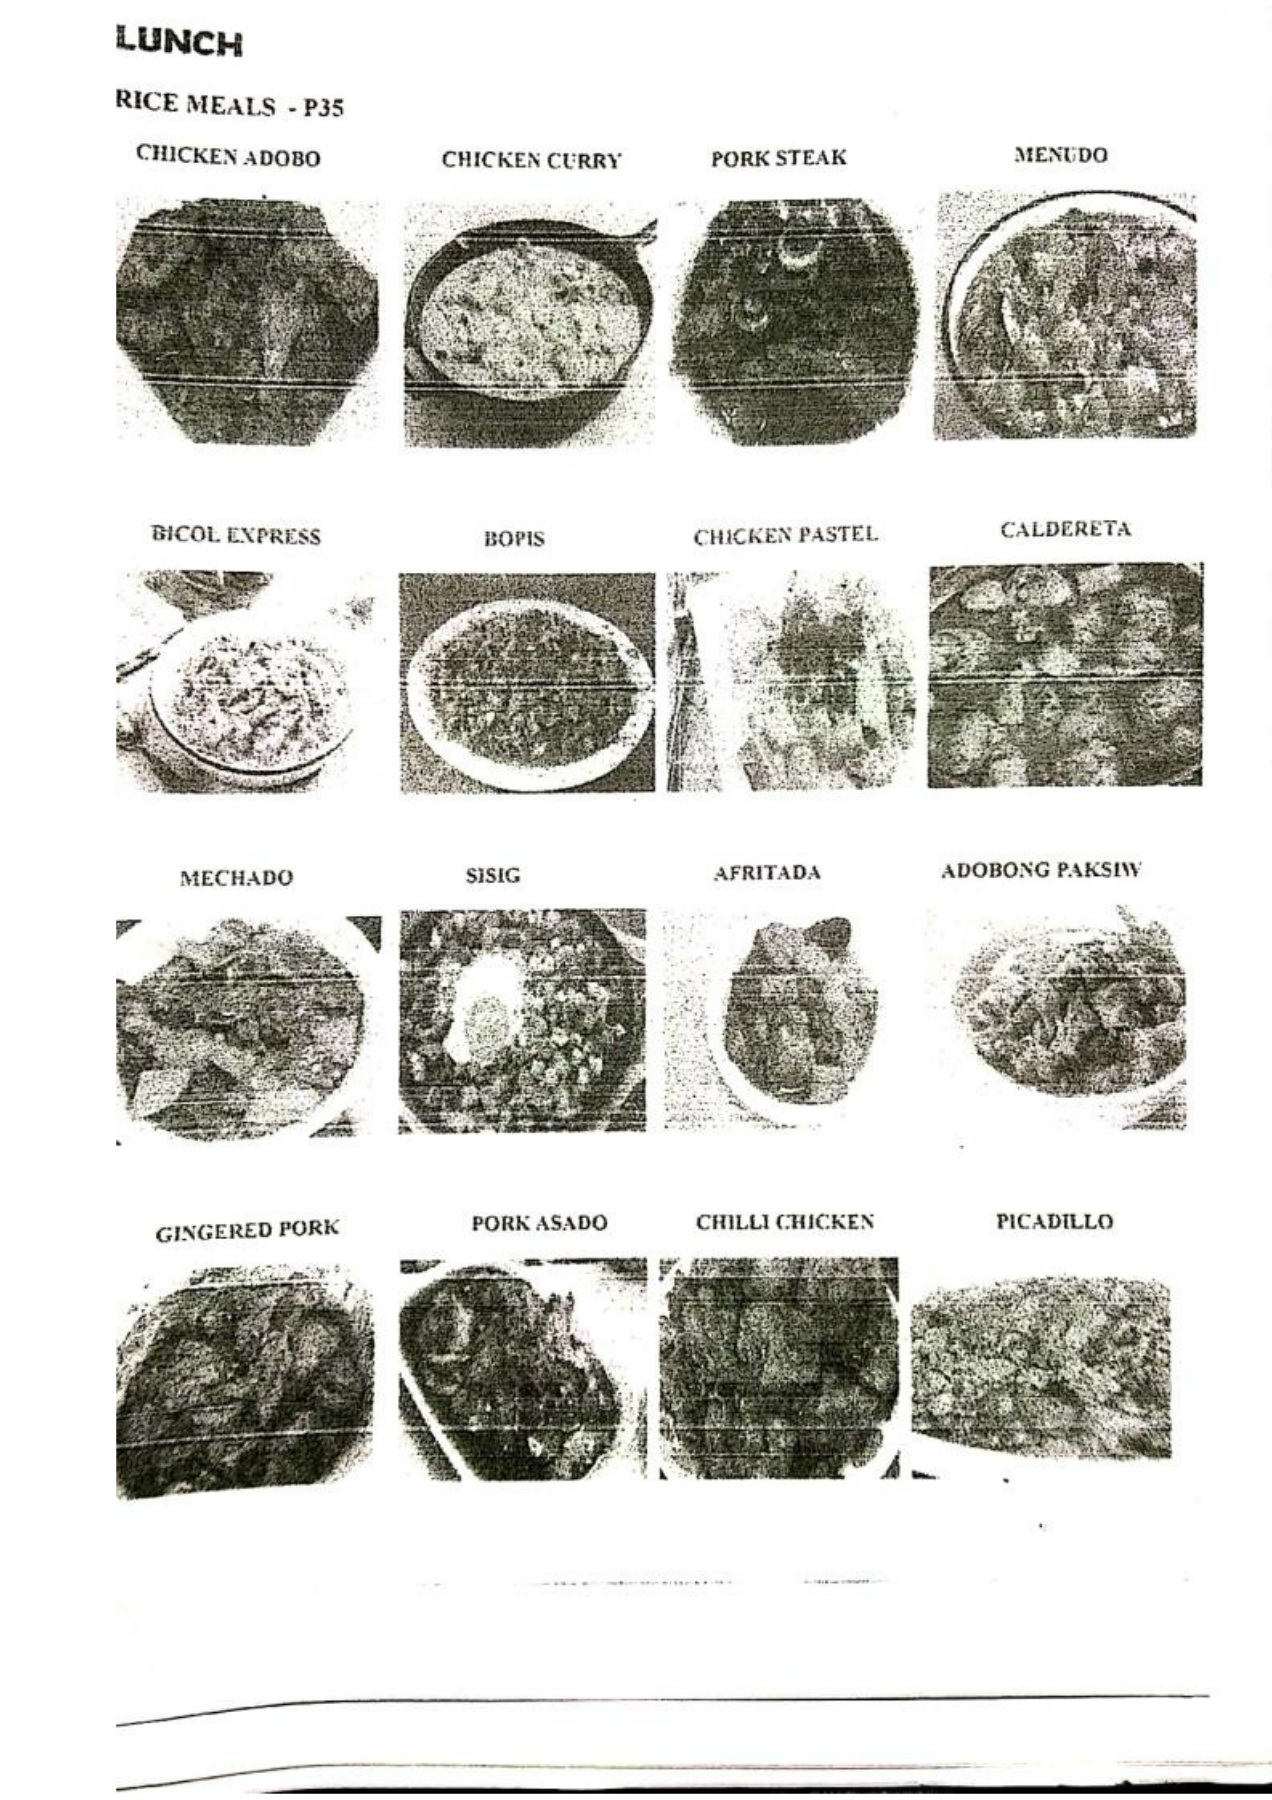 LUNCH
RICE MEALS - P35
CHICKEN ADOBO CHICKEN CURRY PORK STEAK MENUDO
BICOL EXPRESS BOPIS CHICKEN PASTEL CALDERETA
MECHADO SISIG AFRITADA ADOBONG PAKSIW
GINGERED PORK PORK ASADO CHILLI CHICKEN PICADILLO